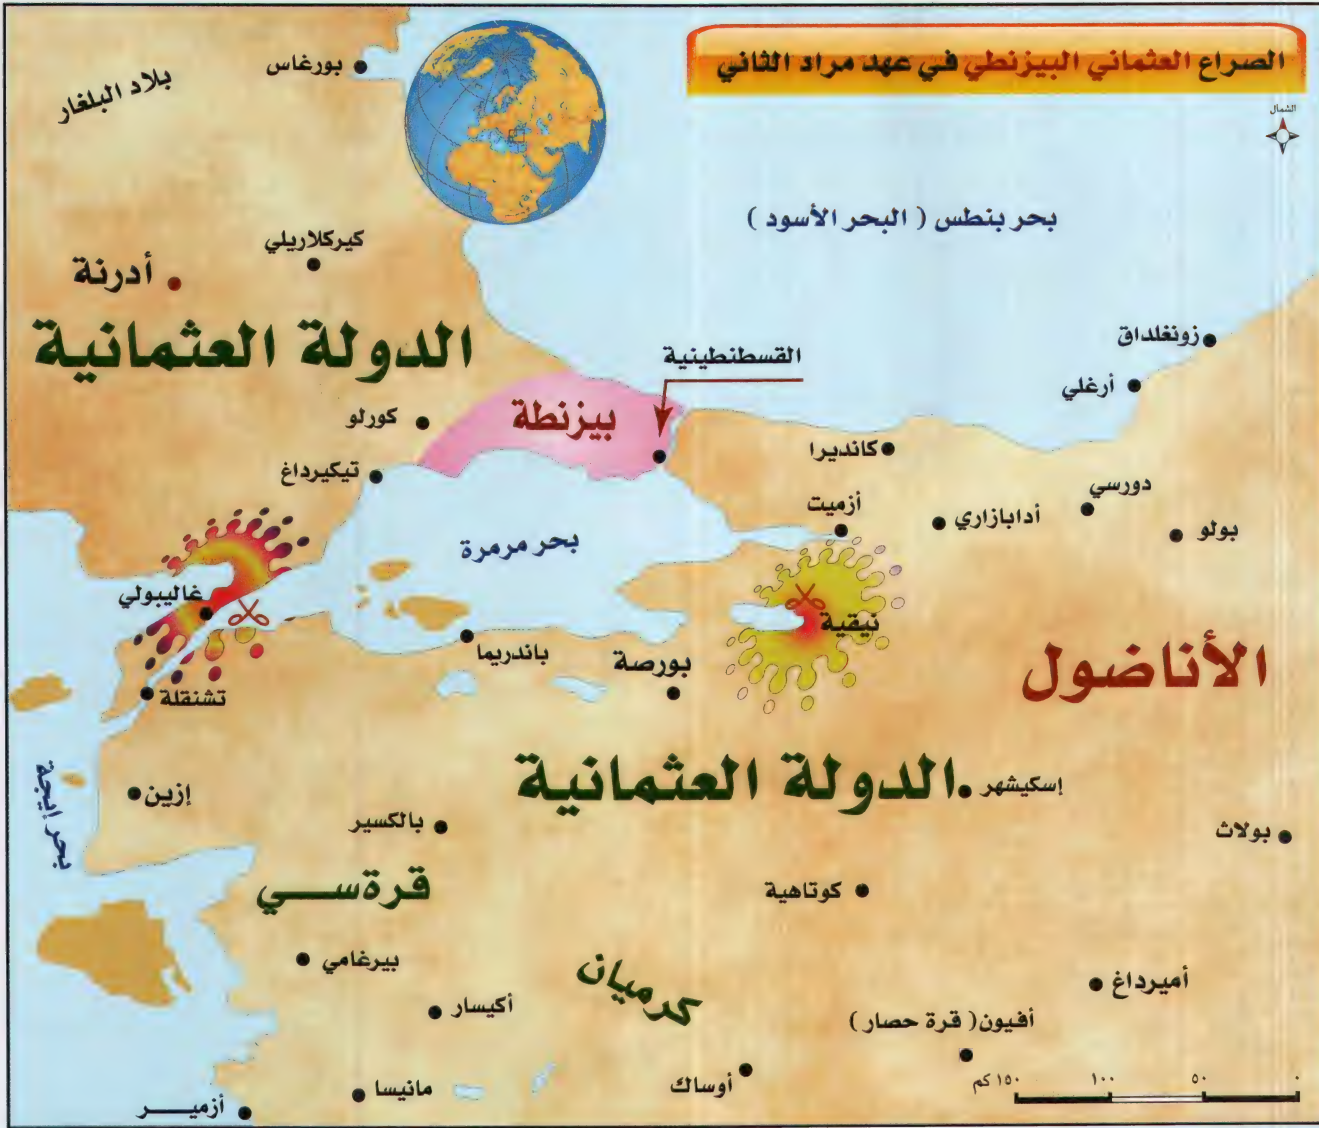 الصراع العثماني البيزنطي في عهد مراد الثاني
الشمال
بورغاس
بلاد البلغار
بحر بنطس ( البحر الأسود )
كيركلاريلي
أدرنة
الدولة العثمانية
زونغلداق
القسطنطينية
أرغلي
بيزنطة
كورلو
كانديرا
تيكيرداغ
دورسي
أزميت
أدابازاري
بولو
بحر مرمرة
غاليبولي
نيقية
باندريما
بورصة
الأناضول
تشنقلة
بحر إيجة
الدولة العثمانية
إسكيشهر
إزين
بالكسير
بولاث
قرةسي
كوتاهية
بيرغامي
كرميان
أميرداغ
أكيسار
أفيون( قرة حصار )
أوساك
مانيسا
أزميــر
٠ ٥٠ ١٠٠ ١٥٠ كم